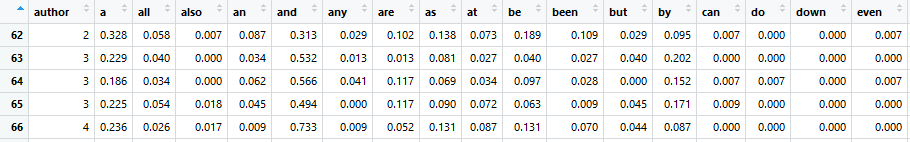 author a all also an and any are as at be been but by can do down even
62 2 0.328 0.058 0.007 0.087 0.313 0.029 0.102 0.138 0.073 0.189 0.109 0.029 0.095 0.007 0.000 0.000 0.007
63 3 0.229 0.040 0.000 0.034 0.532 0.013 0.013 0.081 0.027 0.040 0.027 0.040 0.202 0.000 0.000 0.000 0.000
64 3 0.186 0.034 0.000 0.062 0.566 0.041 0.117 0.069 0.034 0.097 0.028 0.000 0.152 0.007 0.007 0.000 0.007
65 3 0.225 0.054 0.018 0.045 0.494 0.000 0.117 0.090 0.072 0.063 0.009 0.045 0.171 0.009 0.000 0.000 0.000
66 4 0.236 0.026 0.017 0.009 0.733 0.009 0.052 0.131 0.087 0.131 0.070 0.044 0.087 0.000 0.000 0.000 0.000